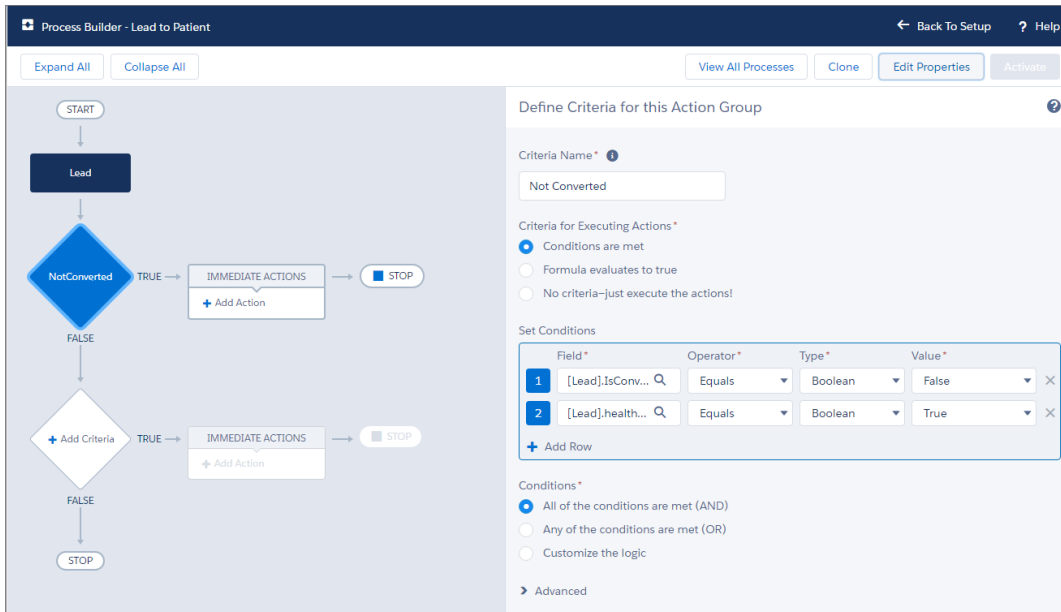 Process Builder - Lead to Patient
Back To Setup
? Help
Expand All
Collapse All
View All Processes
Clone
Edit Properties
Activate
START
Lead
NotConverted
TRUE
IMMEDIATE ACTIONS
+ Add Action
STOP
FALSE
+ Add Criteria
TRUE
IMMEDIATE ACTIONS
+ Add Action
STOP
FALSE
STOP
Define Criteria for this Action Group
?
Criteria Name*
Not Converted
Criteria for Executing Actions*
Conditions are met
Formula evaluates to true
No criteria—just execute the actions!
Set Conditions
Field* Operator* Type* Value*
1 [Lead].IsConv... Equals Boolean False
2 [Lead].health... Equals Boolean True
+ Add Row
Conditions*
All of the conditions are met (AND)
Any of the conditions are met (OR)
Customize the logic
Advanced